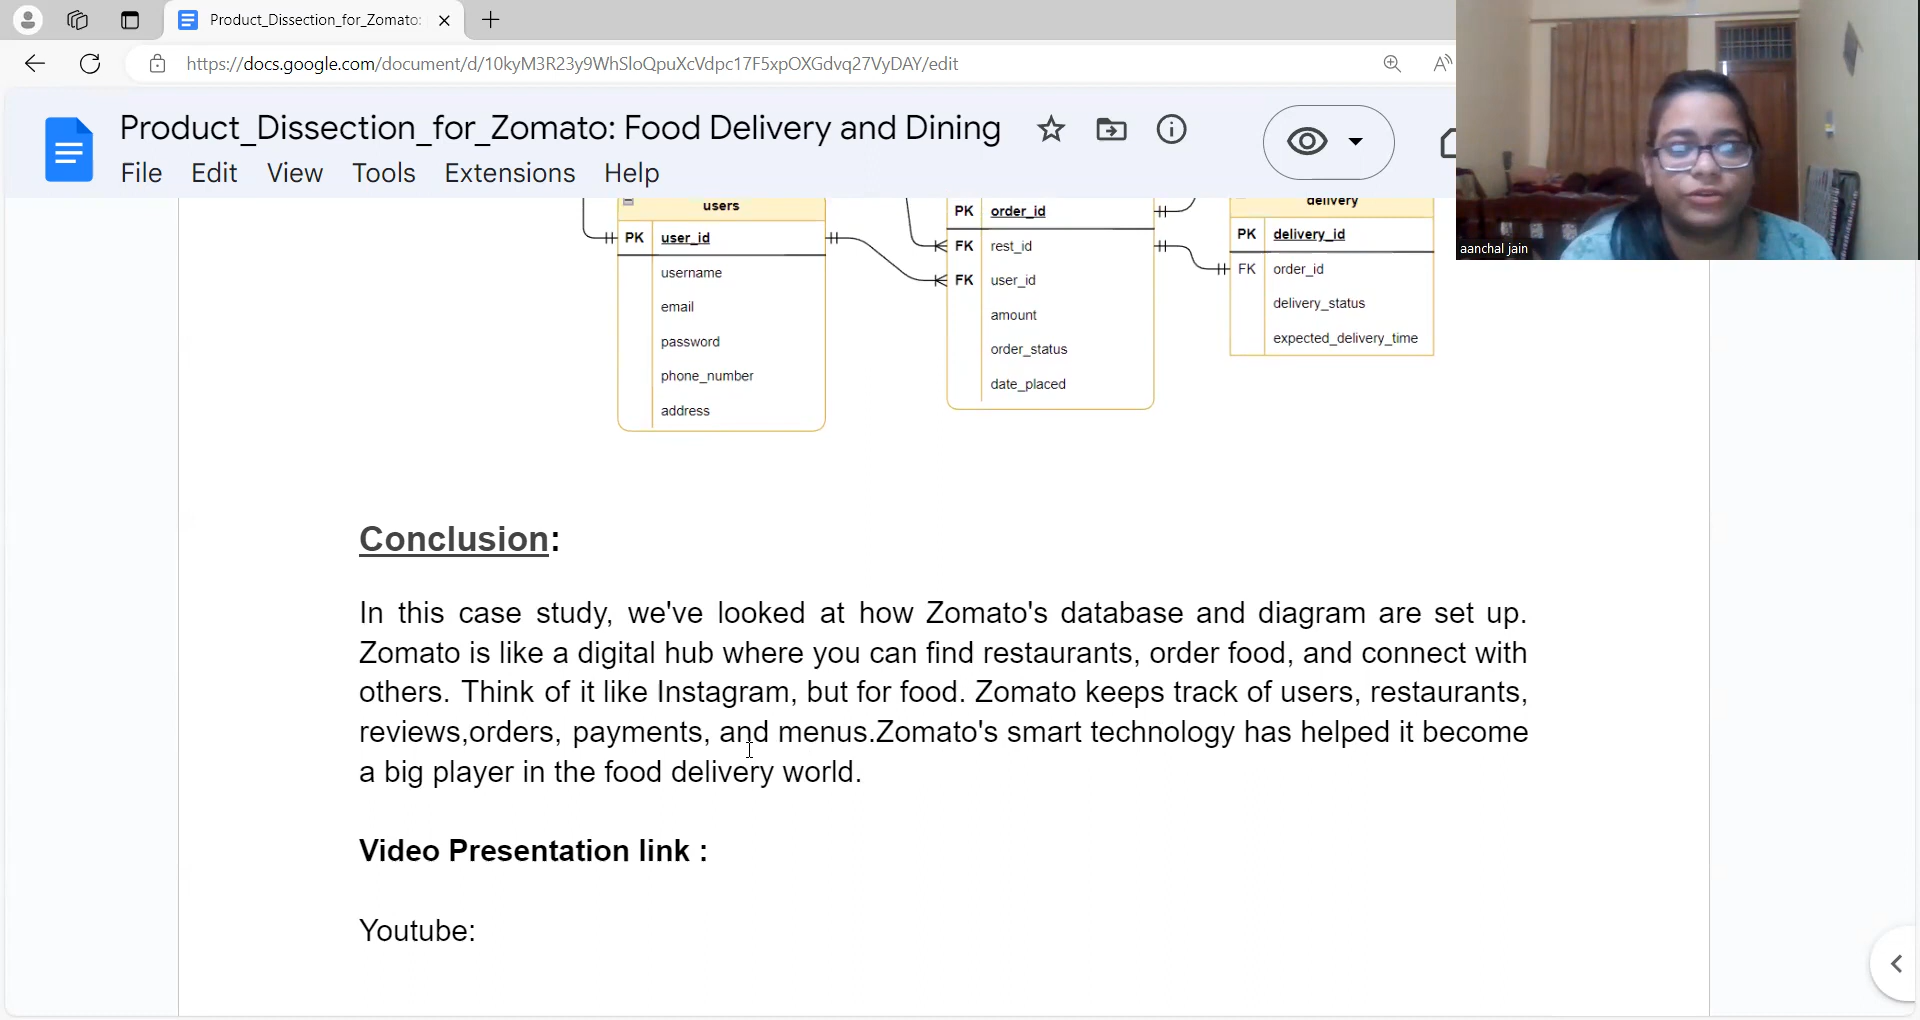 Product_Dissection_for_Zomato:
https://docs.google.com/document/d/10kyM3R23y9WhSloQpuXcVdpc17F5xpOXGdvq27VyDAY/edit
A
Product_Dissection_for_Zomato: Food Delivery and Dining
File Edit View Tools Extensions Help
aanchal jain
users
PK user_id
username
email
password
phone_number
address
PK order_id
FK rest_id
FK user_id
amount
order_status
date_placed
delivery
PK delivery_id
FK order_id
delivery_status
expected_delivery_time
Conclusion:
In this case study, we've looked at how Zomato's database and diagram are set up.
Zomato is like a digital hub where you can find restaurants, order food, and connect with
others. Think of it like Instagram, but for food. Zomato keeps track of users, restaurants,
reviews,orders, payments, and menus.Zomato's smart technology has helped it become
a big player in the food delivery world.
Video Presentation link :
Youtube: